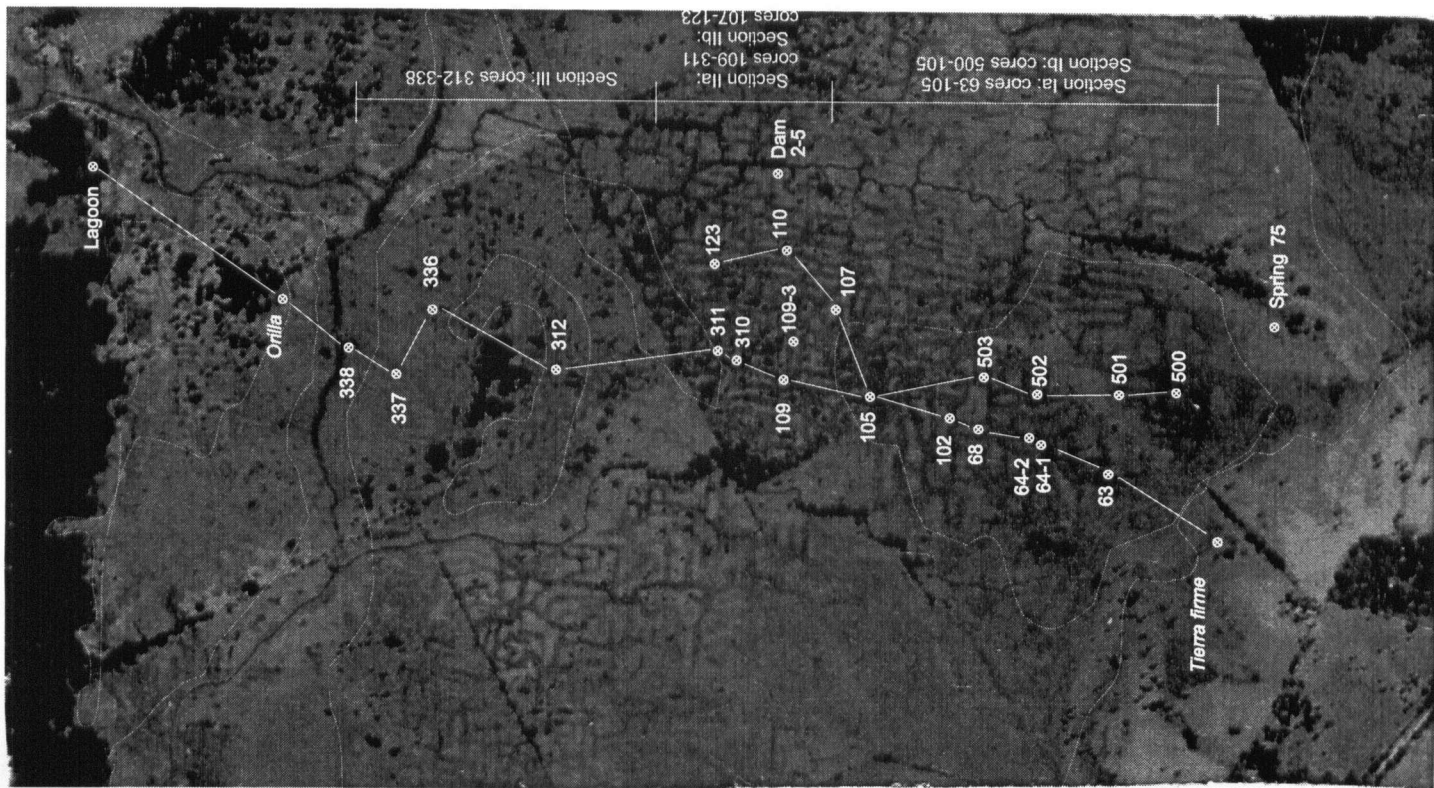 Section III: cores 312-338
Section IIa:
cores 109-311
Section IIb:
cores 107-123
Section Ia: cores 63-105
Section Ib: cores 500-105
Lagoon
Orilla
338
337
336
312
311
310
123
110
Dam
2-5
109-3
109
107
105
503
502
501
500
102
68
64-2
64-1
63
Spring 75
Tierra firme